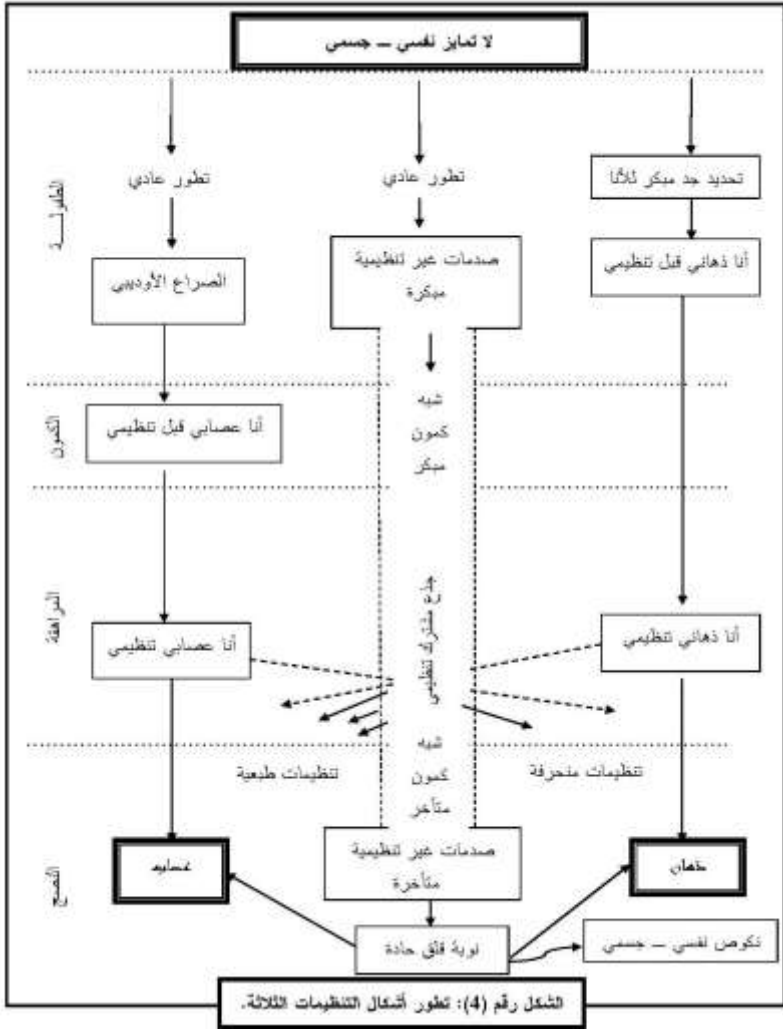 لا تمايز نفسي – جسمي
تحديد جد مبكر للأنا
تطور عادي
تطور عادي
الطفولـــة
أنا ذهاني قبل تنظيمي
صدمات غير تنظيمية
مبكرة
الصراع الأوديبي
شبه
كمون
مبكر
أنا عصابي قبل تنظيمي
الكمون
جذع مشترك تنظيمي
أنا ذهاني تنظيمي
أنا عصابي تنظيمي
المراهقة
شبه
كمون
متأخر
تنظيمات منحرفة
تنظيمات طبعية
صدمات غير تنظيمية
متأخرة
ذهان
عصاب
النضج
نوبة قلق حادة
نكوص نفسي – جسمي
الشكل رقم (4): تطور أشكال التنظيمات الثلاثة.